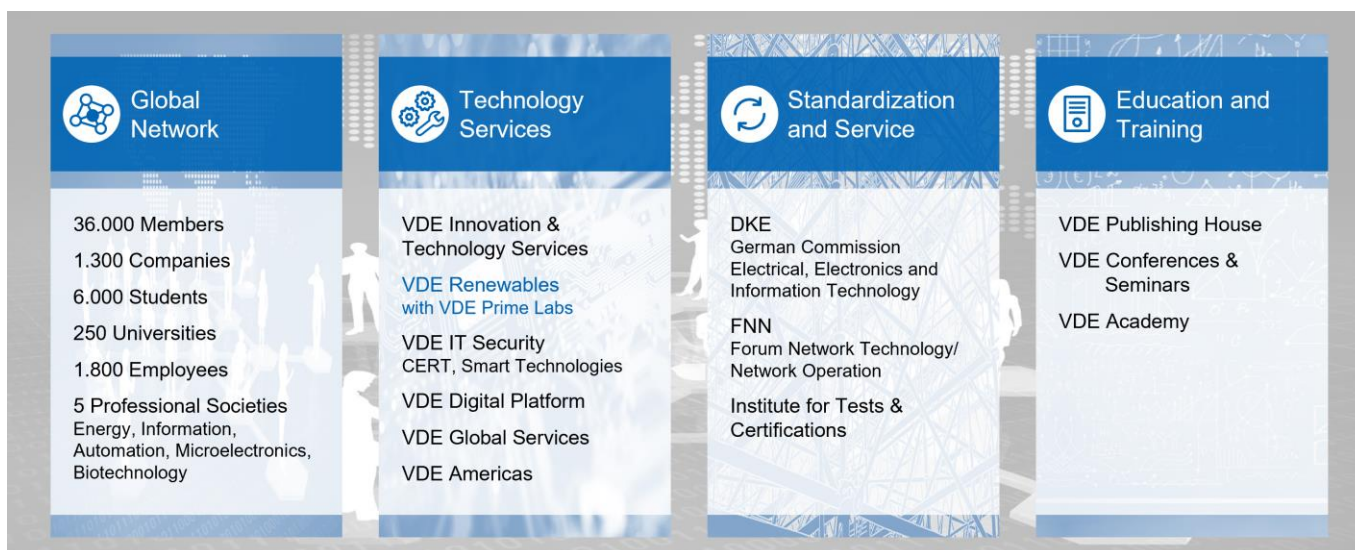 Global
Network
36.000 Members
1.300 Companies
6.000 Students
250 Universities
1.800 Employees
5 Professional Societies
Energy, Information,
Automation, Microelectronics,
Biotechnology
Technology
Services
VDE Innovation &
Technology Services
VDE Renewables
with VDE Prime Labs
VDE IT Security
CERT, Smart Technologies
VDE Digital Platform
VDE Global Services
VDE Americas
Standardization
and Service
DKE
German Commission
Electrical, Electronics and
Information Technology
FNN
Forum Network Technology/
Network Operation
Institute for Tests &
Certifications
Education and
Training
VDE Publishing House
VDE Conferences &
Seminars
VDE Academy